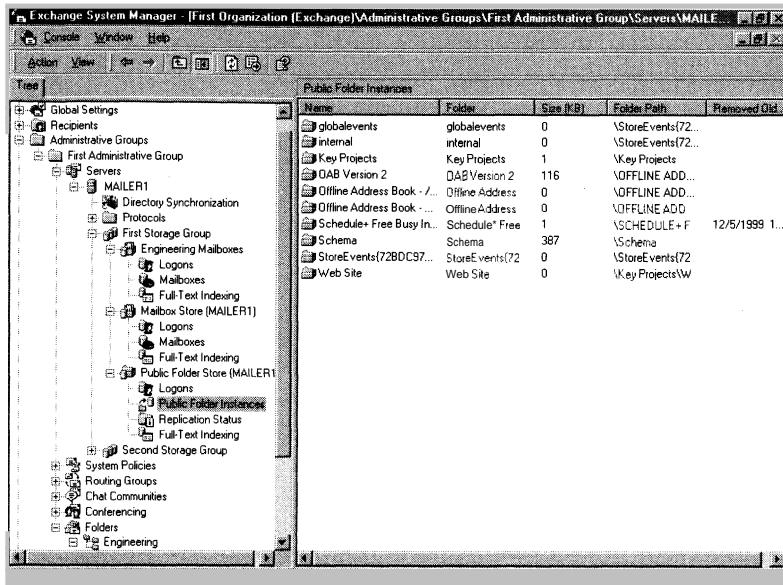 Exchange System Manager - [First Organization (Exchange)\Administrative Groups\First Administrative Group\Servers\MAILE...
Console Window Help
Action View
Tree
Public Folder Instances
Global Settings
Recipients
Administrative Groups
First Administrative Group
Servers
MAILER1
Directory Synchronization
Protocols
First Storage Group
Engineering Mailboxes
Logons
Mailboxes
Full-Text Indexing
Mailbox Store (MAILER1)
Logons
Mailboxes
Full-Text Indexing
Public Folder Store (MAILER1
Logons
Public Folder Instances
Replication Status
Full-Text Indexing
Second Storage Group
System Policies
Routing Groups
Chat Communities
Conferencing
Folders
Engineering
Name Folder Size (KB) Folder Path Removed Old
globalevents globalevents 0 \StoreEvents{72...
internal internal 0 \StoreEvents{72...
Key Projects Key Projects 1 \Key Projects
OAB Version 2 OAB Version 2 116 \OFFLINE ADD...
Offline Address Book - /... Offline Address 0 \OFFLINE ADD...
Offline Address Book - ... Offline Address 0 \OFFLINE ADD
Schedule+ Free Busy In... Schedule+ Free 1 \SCHEDULE+ F 12/5/1999 1...
Schema Schema 387 \Schema
StoreEvents{72BDC97... StoreEvents{72 0 \StoreEvents{72
Web Site Web Site 0 \Key Projects\W